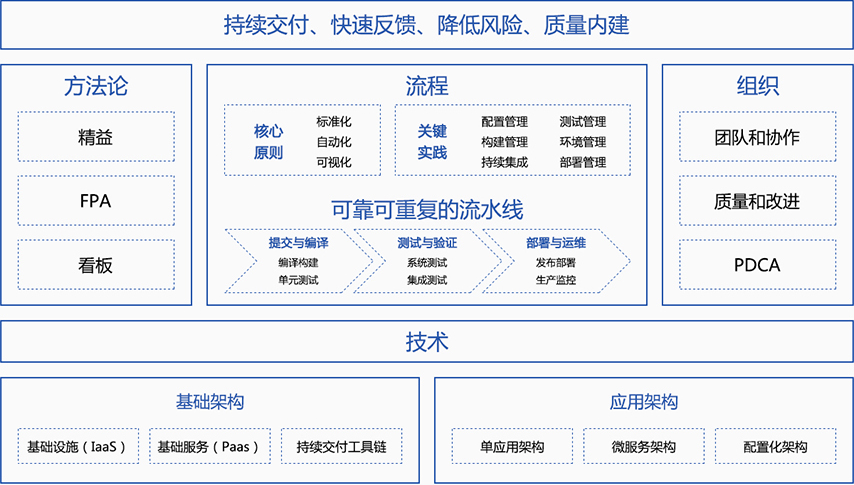 持续交付、快速反馈、降低风险、质量内建
方法论
精益
FPA
看板
流程
核心
原则
标准化
自动化
可视化
关键
实践
配置管理
测试管理
构建管理
环境管理
持续集成
部署管理
可靠可重复的流水线
提交与编译
编译构建
单元测试
测试与验证
系统测试
集成测试
部署与运维
发布部署
生产监控
组织
团队和协作
质量和改进
PDCA
技术
基础架构
基础设施（IaaS）
基础服务（Paas）
持续交付工具链
应用架构
单应用架构
微服务架构
配置化架构